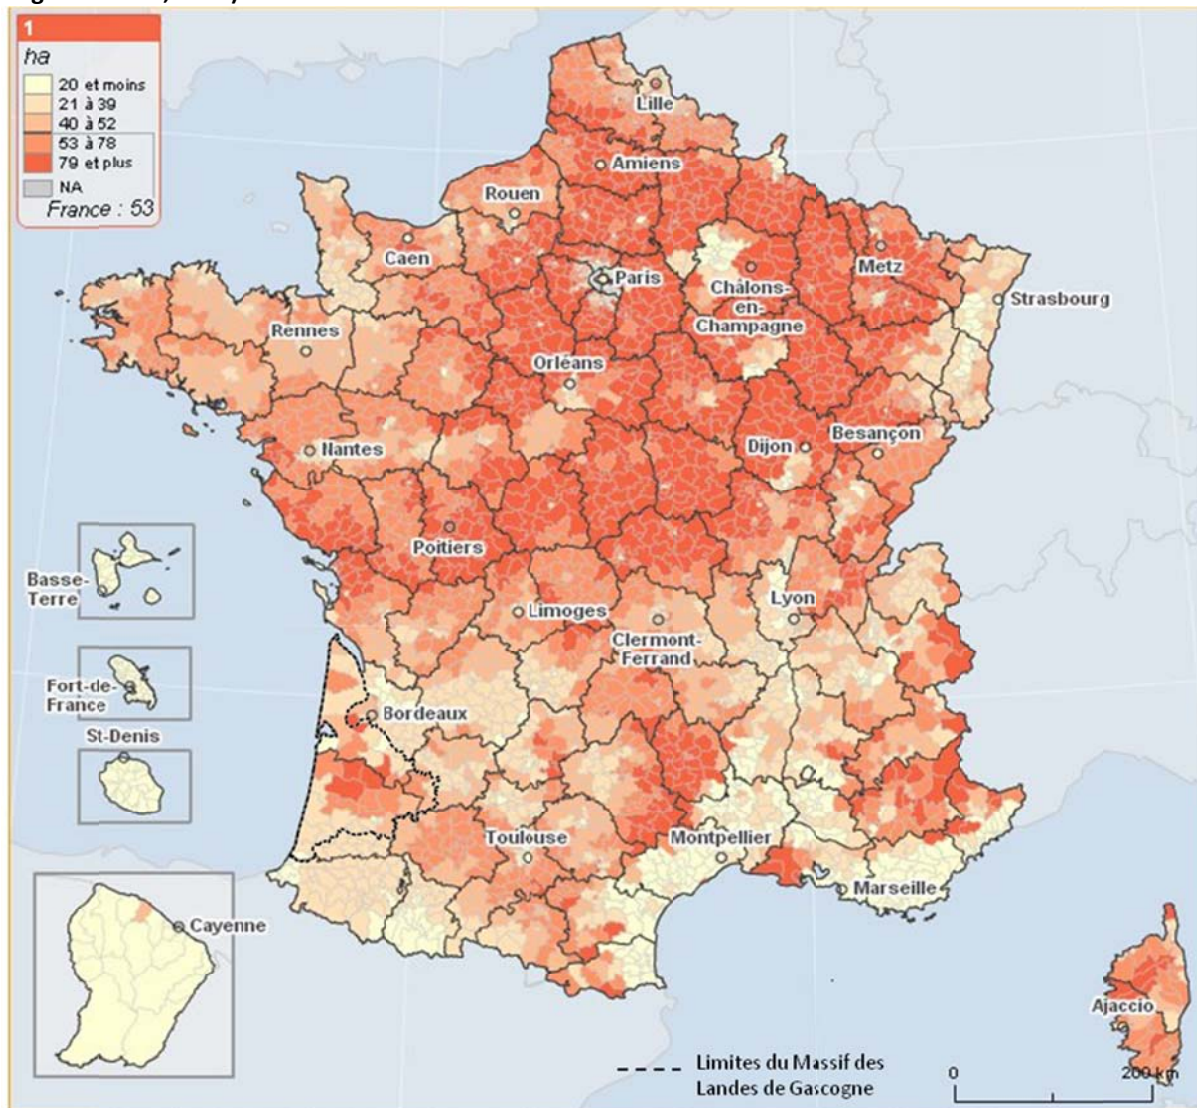 1
ha
20 et moins
21 à 39
40 à 52
53 à 78
79 et plus
NA
France : 53
Lille
Amiens
Rouen
Caen
Paris
Metz
Châlons-
en-
Champagne
Strasbourg
Rennes
Orléans
Nantes
Dijon
Besançon
Poitiers
Basse-
Terre
Limoges
Lyon
Clermont-
Ferrand
Fort-de-
France
Bordeaux
St-Denis
Toulouse
Montpellier
Marseille
Cayenne
Ajaccio
Limites du Massif des
Landes de Gascogne
0
200 km